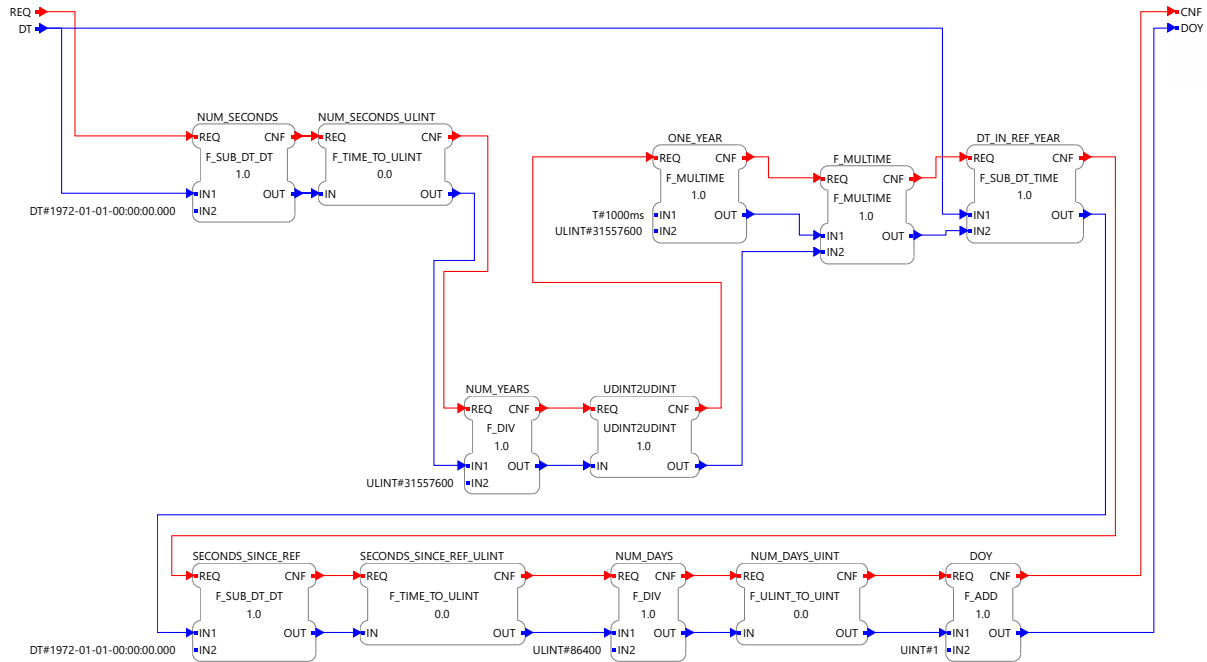 REQ CNF
DT DOY
NUM_SECONDS NUM_SECONDS_ULINT
REQ CNF REQ CNF
F_SUB_DT_DT F_TIME_TO_ULINT
1.0 0.0
IN1 OUT IN OUT
DT#1972-01-01-00:00:00.000 IN2
ONE_YEAR F_MULTIME DT_IN_REF_YEAR
REQ CNF REQ CNF REQ CNF
F_MULTIME F_MULTIME F_SUB_DT_TIME
1.0 1.0 1.0
T#1000ms IN1 OUT IN1 OUT IN1 OUT
ULINT#31557600 IN2 IN2 IN2
NUM_YEARS UDINT2UDINT
REQ CNF REQ CNF
F_DIV UDINT2UDINT
1.0 1.0
IN1 OUT IN OUT
ULINT#31557600 IN2
SECONDS_SINCE_REF SECONDS_SINCE_REF_ULINT NUM_DAYS NUM_DAYS_UINT DOY
REQ CNF REQ CNF REQ CNF REQ CNF REQ CNF
F_SUB_DT_DT F_TIME_TO_ULINT F_DIV F_ULINT_TO_UINT F_ADD
1.0 0.0 1.0 0.0 1.0
IN1 OUT IN OUT IN1 OUT IN OUT IN1 OUT
DT#1972-01-01-00:00:00.000 IN2 ULINT#86400 IN2 UINT#1 IN2